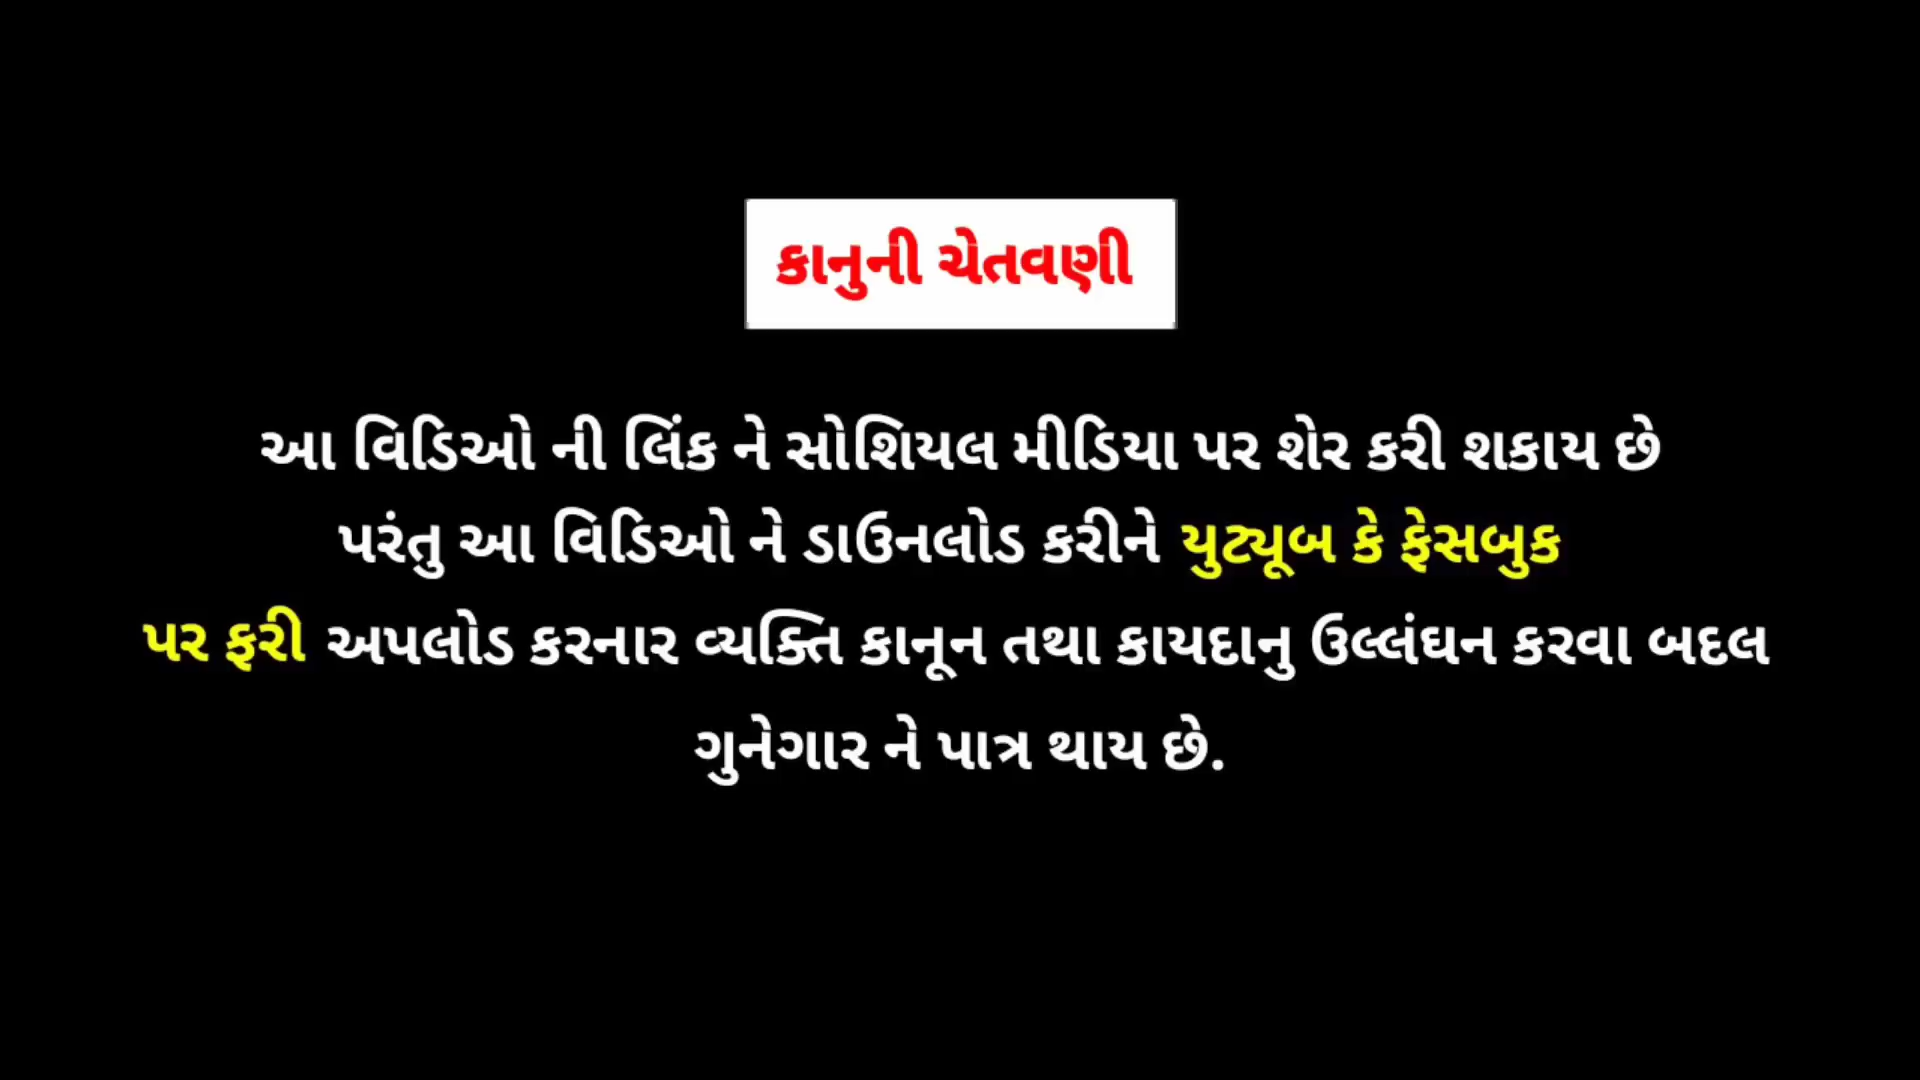 કાનુની ચેતવણી
આ વિડિઓ ની લિંક ને સોશિયલ મીડિયા પર શેર કરી શકાય છે
પરંતુ આ વિડિઓ ને ડાઉનલોડ કરીને યુટ્યૂબ કે ફેસબુક
પર ફરી અપલોડ કરનાર વ્યક્તિ કાનૂન તથા કાયદાનુ ઉલ્લંઘન કરવા બદલ
ગુનેગાર ને પાત્ર થાય છે.